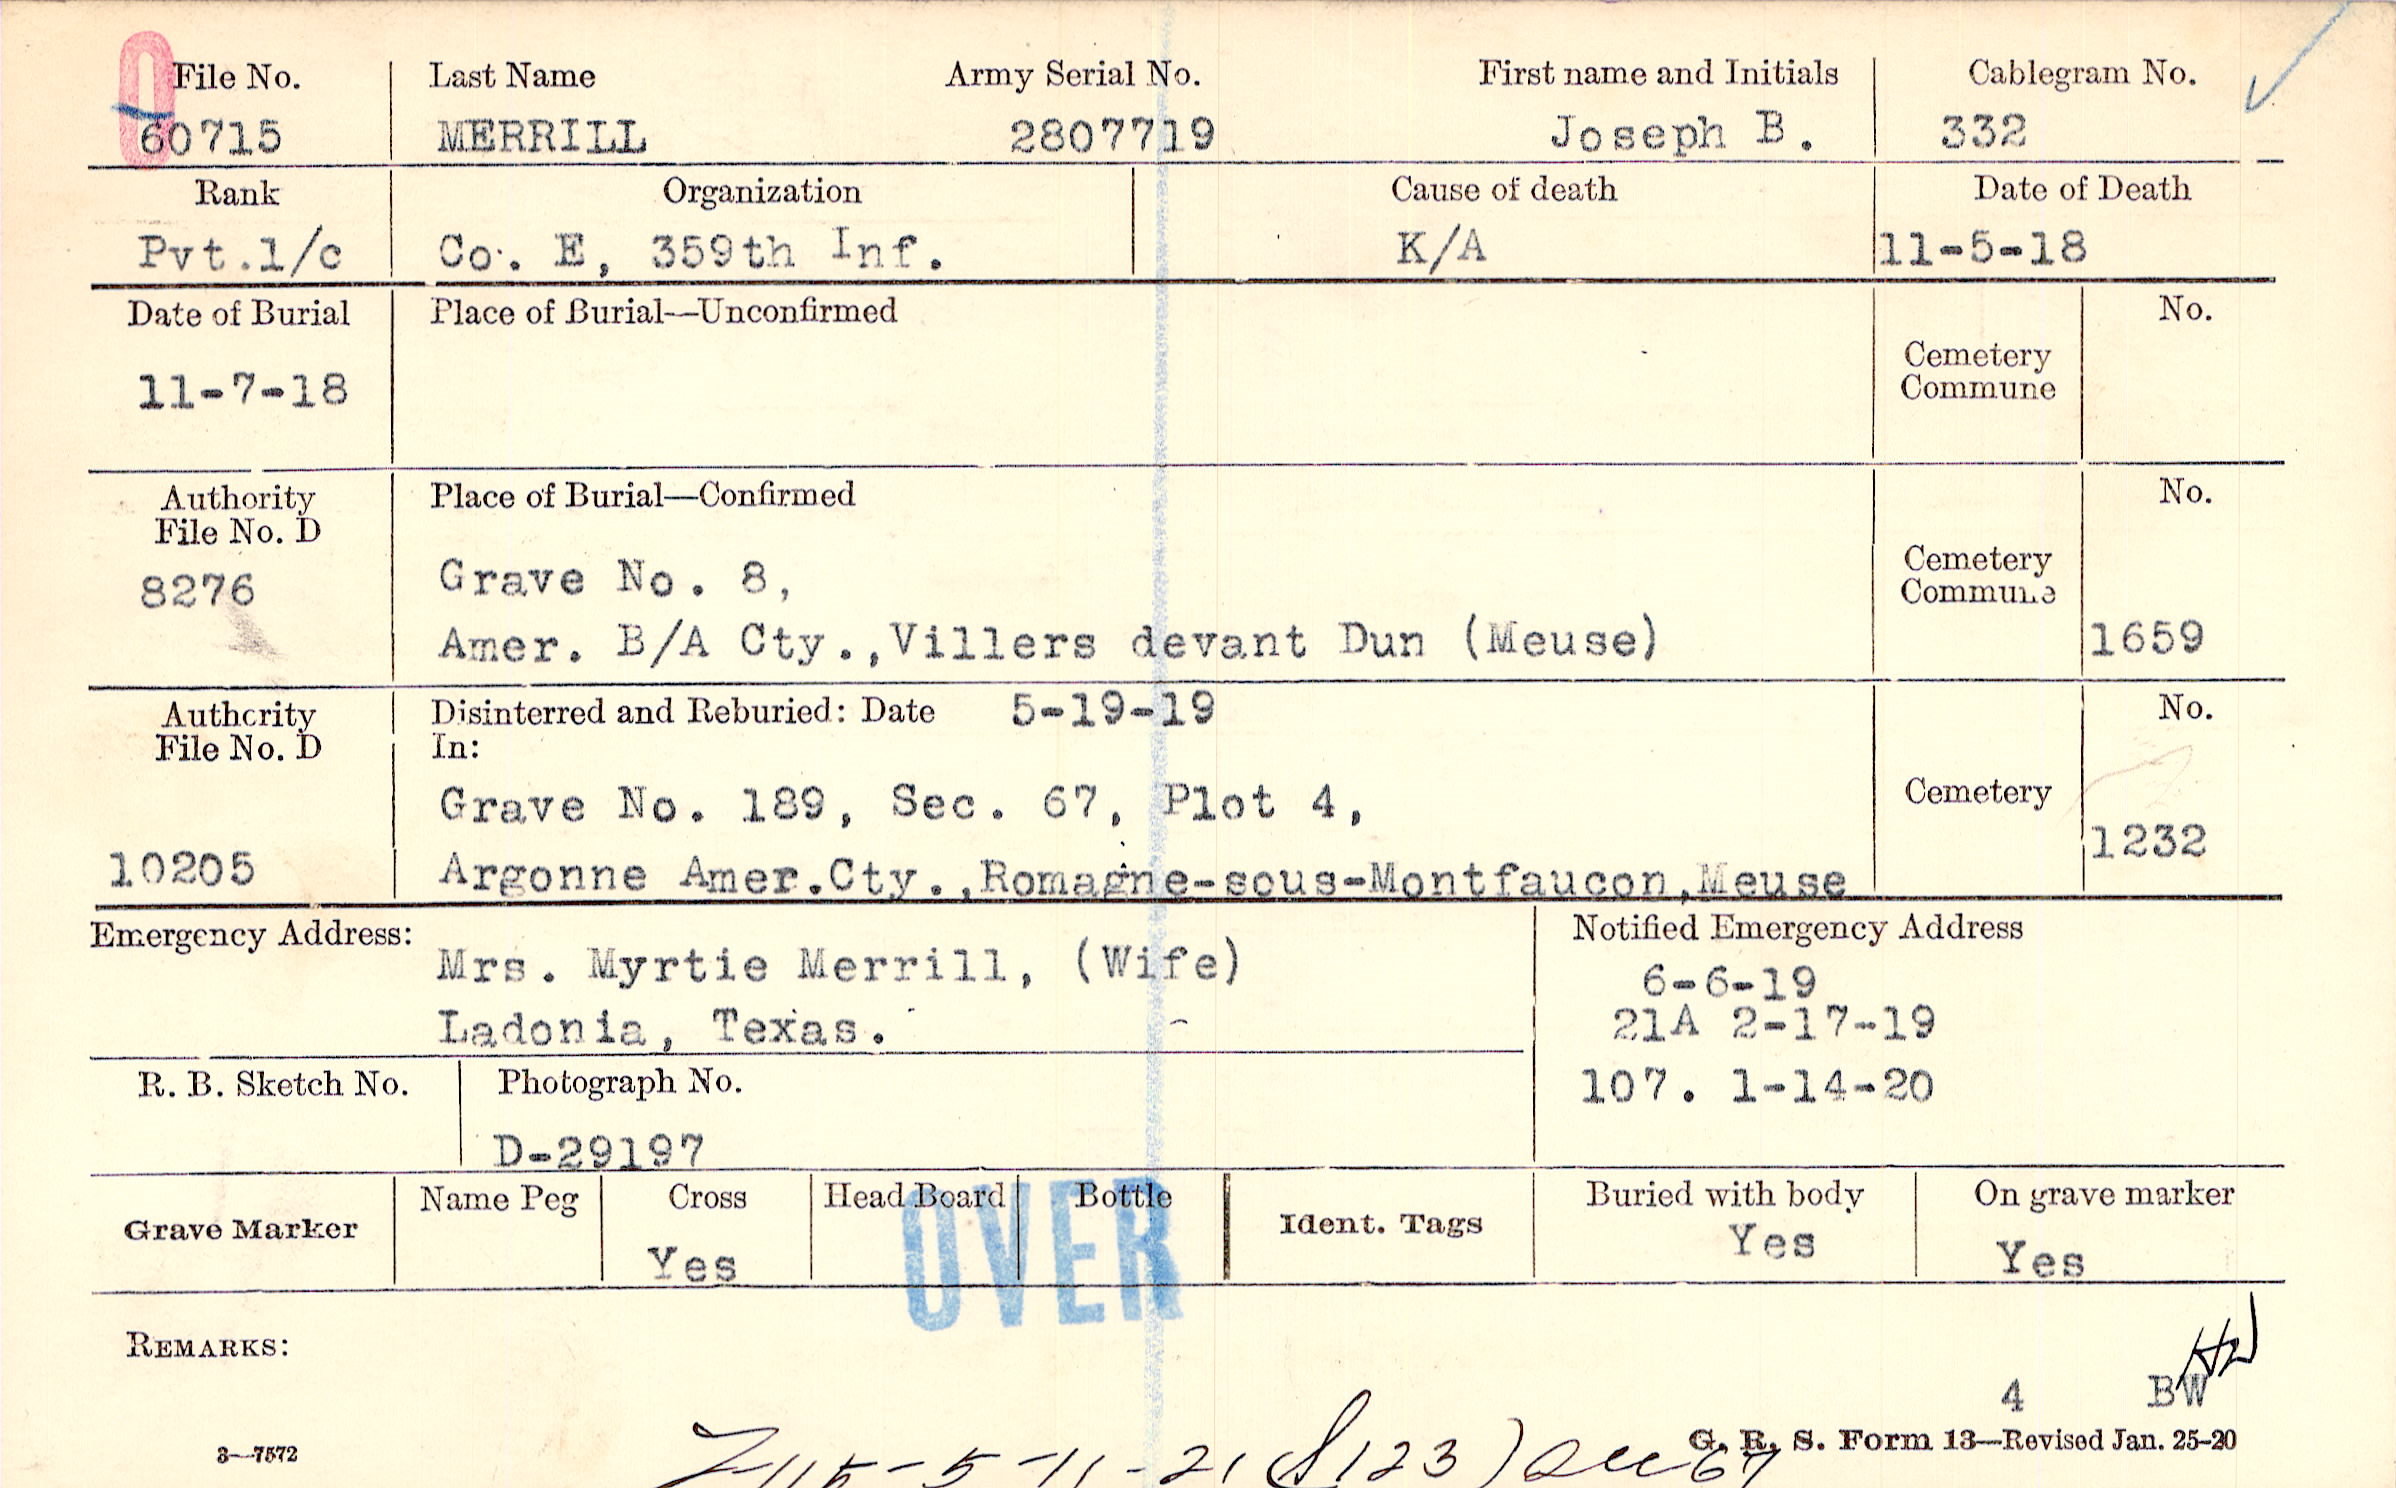 O
File No. Last Name Army Serial No. First name and Initials Cablegram No.
60715 MERRILL 2807719 Joseph B. 332
Rank Organization Cause of death Date of Death
Pvt.1/c Co. E, 359th Inf. K/A 11-5-18
Date of Burial Place of Burial—Unconfirmed No.
Cemetery
Commune
11-7-18
Authority Place of Burial—Confirmed No.
File No. D
Cemetery
Commune
8276 Grave No. 8,
Amer. B/A Cty.,Villers devant Dun (Meuse) 1659
Authority Disinterred and Reburied: Date 5-19-19 No.
File No. D In:
Grave No. 189, Sec. 67, Plot 4, Cemetery
1232
10205 Argonne Amer.Cty.,Romagne-sous-Montfaucon,Meuse
Emergency Address: Notified Emergency Address
Mrs. Myrtie Merrill, (Wife) 6-6-19
Ladonia, Texas. 21A 2-17-19
R. B. Sketch No. Photograph No. 107. 1-14-20
D-29197
Grave Marker Name Peg Cross Head Board Bottle Ident. Tags Buried with body On grave marker
Yes Yes Yes
OVER
REMARKS:
4 BW
3—7572 G. R. S. Form 13—Revised Jan. 25-20
5-11-21 (S123)